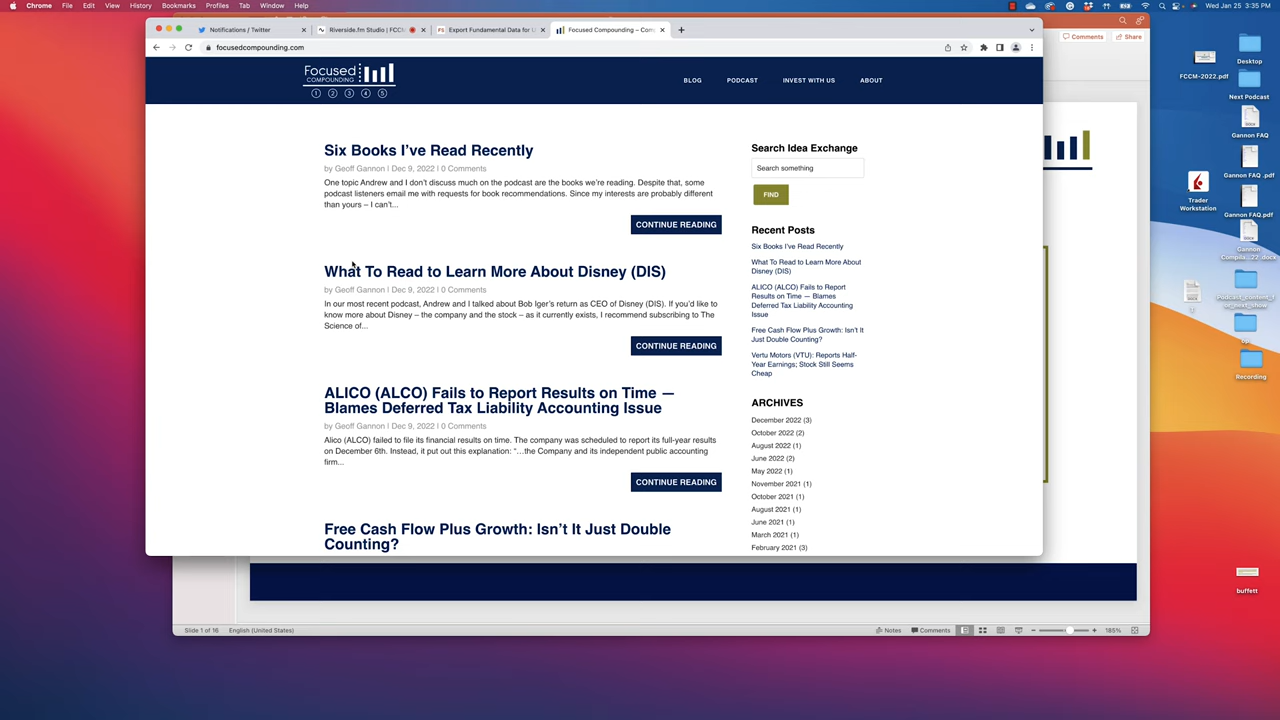 Chrome File Edit View History Bookmarks Profiles Tab Window Help
Wed Jan 25 3:35 PM
Notifications / Twitter
Riverside.fm Studio | FCCM
Export Fundamental Data for U
Focused Compounding – Com
focusedcompounding.com
Comments
Share
Focused
COMPOUNDING
1 2 3 4 5
BLOG
PODCAST
INVEST WITH US
ABOUT
Six Books I've Read Recently
by Geoff Gannon | Dec 9, 2022 | 0 Comments
One topic Andrew and I don't discuss much on the podcast are the books we're reading. Despite that, some
podcast listeners email me with requests for book recommendations. Since my interests are probably different
than yours – I can't...
CONTINUE READING
What To Read to Learn More About Disney (DIS)
by Geoff Gannon | Dec 9, 2022 | 0 Comments
In our most recent podcast, Andrew and I talked about Bob Iger's return as CEO of Disney (DIS). If you'd like to
know more about Disney – the company and the stock – as it currently exists, I recommend subscribing to The
Science of...
CONTINUE READING
ALICO (ALCO) Fails to Report Results on Time —
Blames Deferred Tax Liability Accounting Issue
by Geoff Gannon | Dec 9, 2022 | 0 Comments
Alico (ALCO) failed to file its financial results on time. The company was scheduled to report its full-year results
on December 6th. Instead, it put out this explanation: "…the Company and its independent public accounting
firm...
CONTINUE READING
Free Cash Flow Plus Growth: Isn't It Just Double
Counting?
Search Idea Exchange
Search something
FIND
Recent Posts
Six Books I've Read Recently
What To Read to Learn More About
Disney (DIS)
ALICO (ALCO) Fails to Report
Results on Time — Blames
Deferred Tax Liability Accounting
Issue
Free Cash Flow Plus Growth: Isn't It
Just Double Counting?
Vertu Motors (VTU): Reports Half-
Year Earnings; Stock Still Seems
Cheap
ARCHIVES
December 2022 (3)
October 2022 (2)
August 2022 (1)
June 2022 (2)
May 2022 (1)
November 2021 (1)
October 2021 (1)
August 2021 (1)
June 2021 (1)
March 2021 (1)
February 2021 (3)
Slide 1 of 16
English (United States)
Notes
Comments
185%
FCCM-2022.pdf
Desktop
Next Podcast
Gannon FAQ
Gannon FAQ .pdf
Trader
Workstation
Gannon FAQ.pdf
Gannon
Compila...22 .docx
Recording
buffett